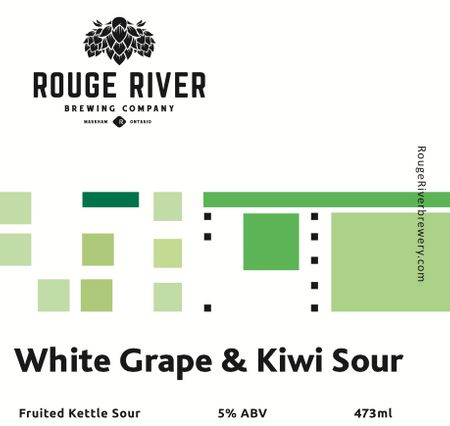 ROUGE RIVER
BREWING COMPANY
MARKHAM R ONTARIO
RougeRiverbrewery.com
White Grape & Kiwi Sour
Fruited Kettle Sour 5% ABV 473ml